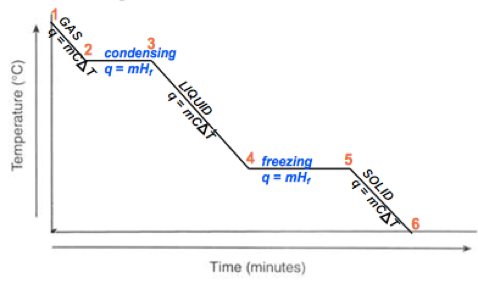 1
GAS
q = mCΔT
2
condensing
q = mHf
3
LIQUID
q = mCΔT
4
freezing
q = mHf
5
SOLID
q = mCΔT
6
Temperature (°C)
Time (minutes)